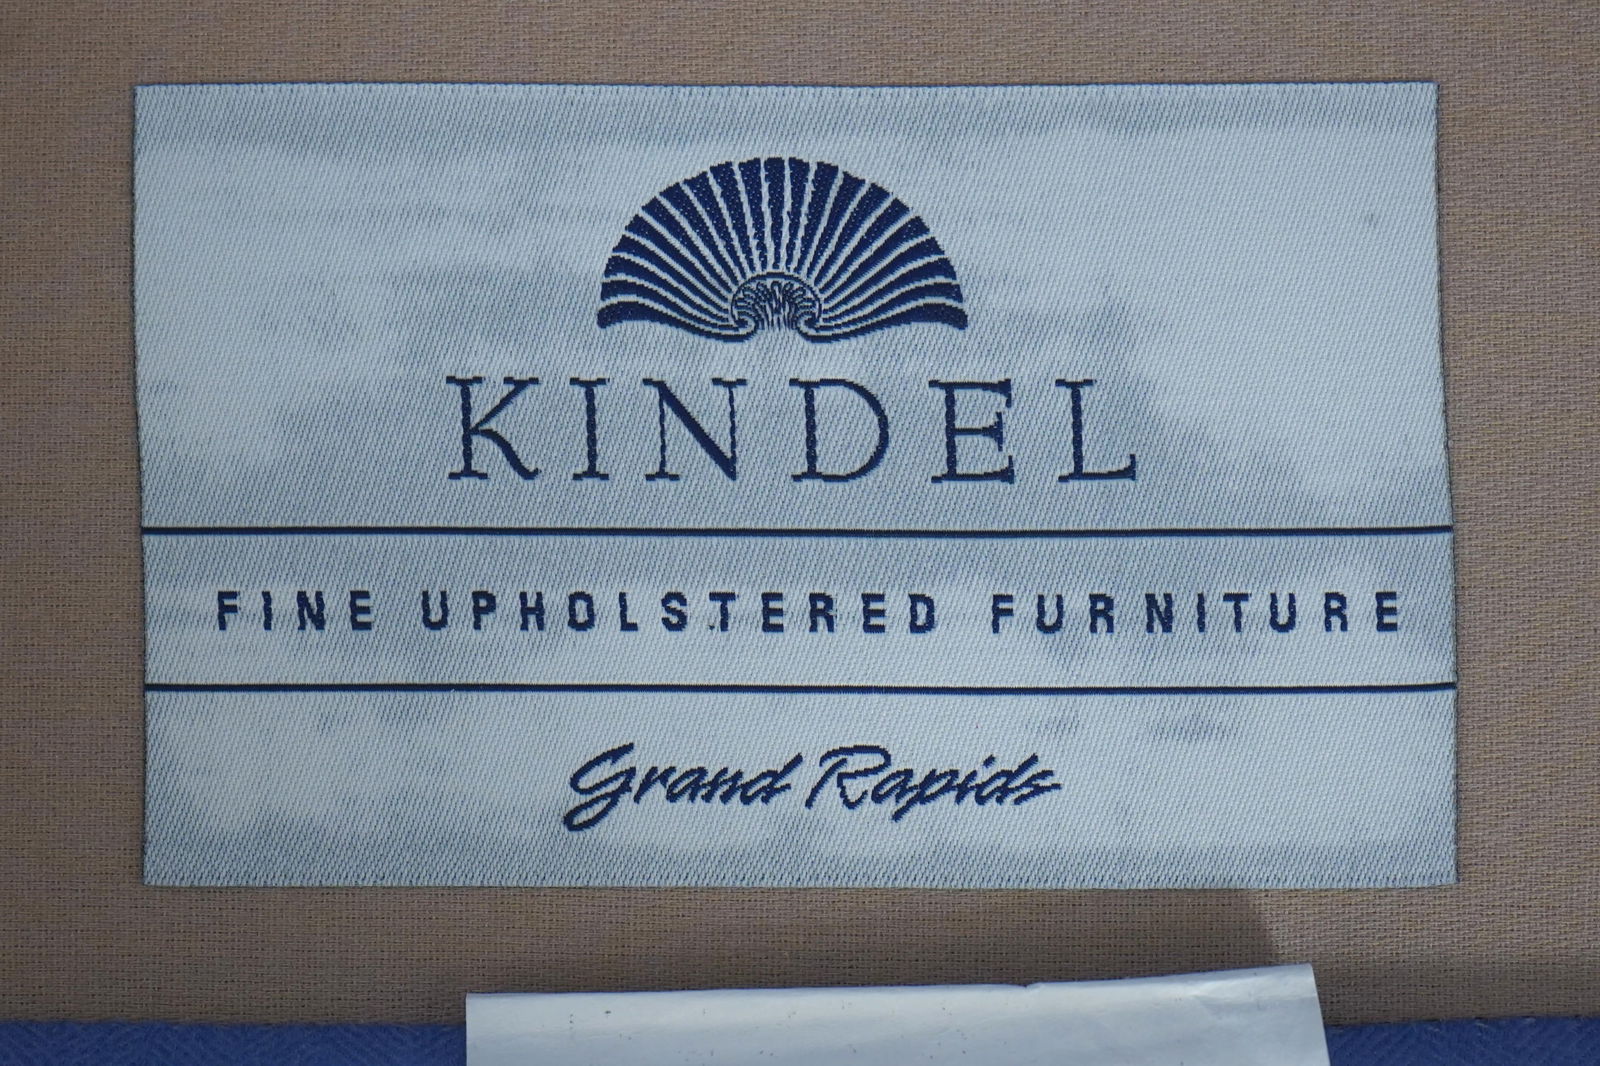 KINDEL
FINE UPHOLSTERED FURNITURE
Grand Rapids